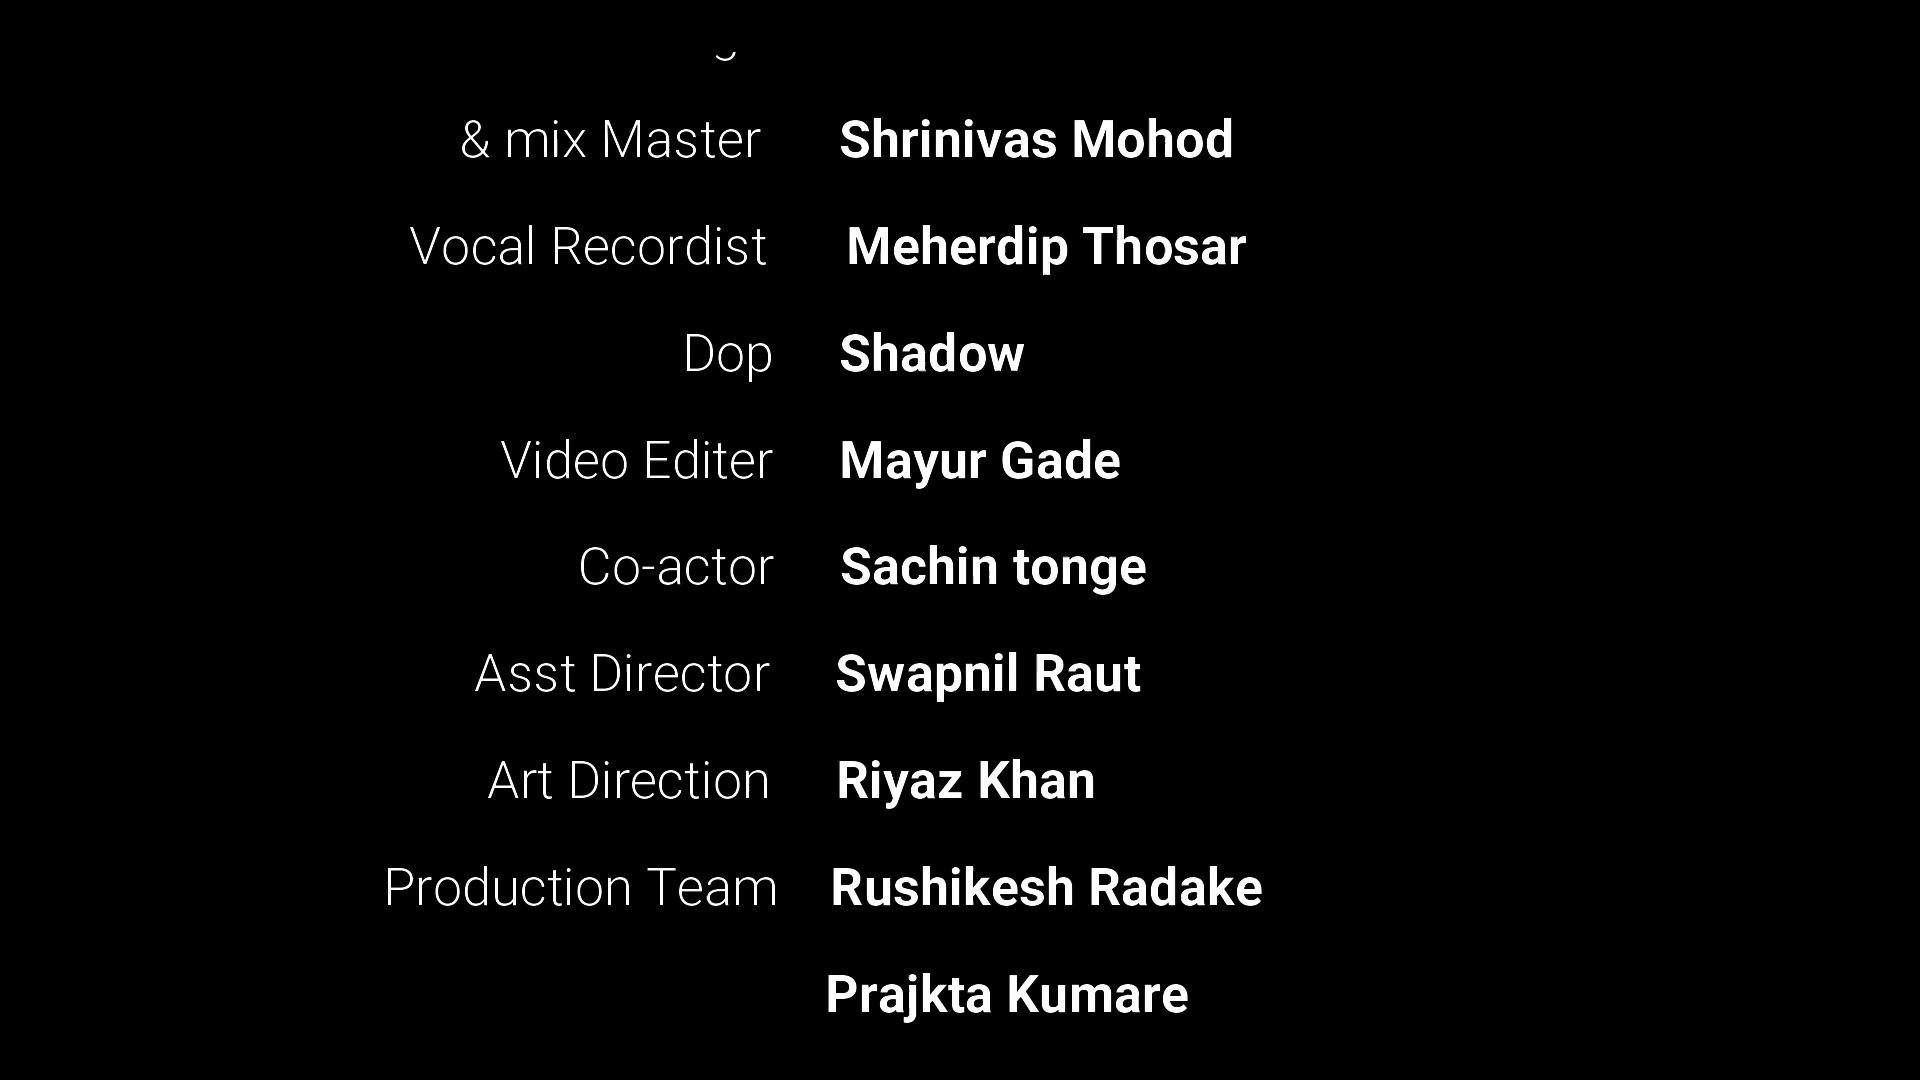 & mix Master Shrinivas Mohod
Vocal Recordist Meherdip Thosar
Dop Shadow
Video Editer Mayur Gade
Co-actor Sachin tonge
Asst Director Swapnil Raut
Art Direction Riyaz Khan
Production Team Rushikesh Radake
Prajkta Kumare